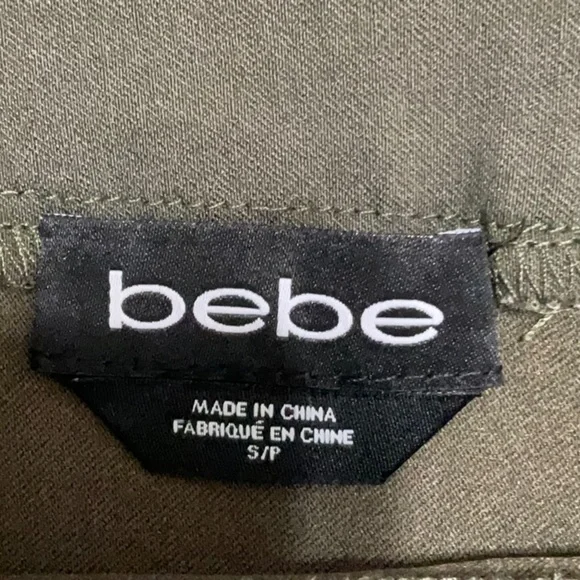 bebe
MADE IN CHINA
FABRIQUÉ EN CHINE
S/P